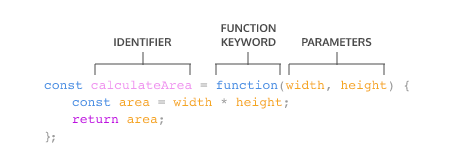 FUNCTION
IDENTIFIER KEYWORD PARAMETERS
const calculateArea = function(width, height) {
const area = width * height;
return area;
};